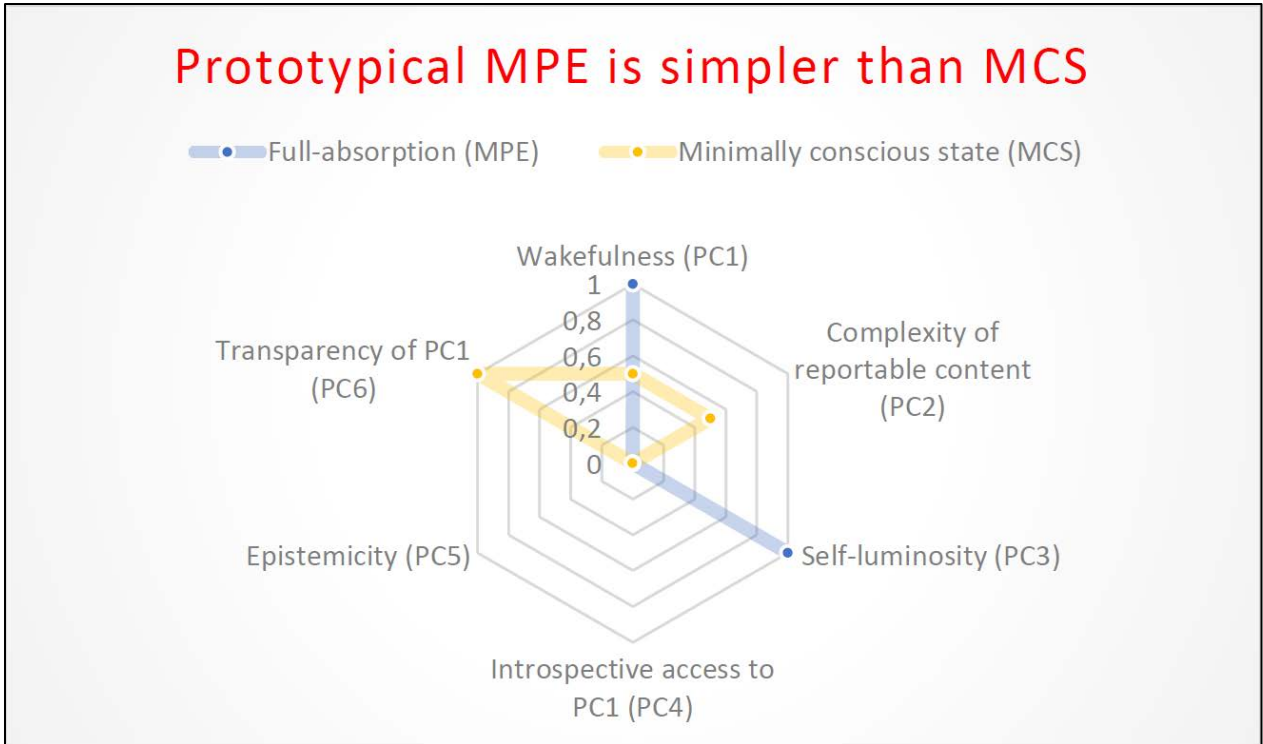 Prototypical MPE is simpler than MCS
Full-absorption (MPE)
Minimally conscious state (MCS)
Wakefulness (PC1)
1
0,8
0,6
0,4
0,2
0
Complexity of
reportable content
(PC2)
Self-luminosity (PC3)
Introspective access to
PC1 (PC4)
Epistemicity (PC5)
Transparency of PC1
(PC6)